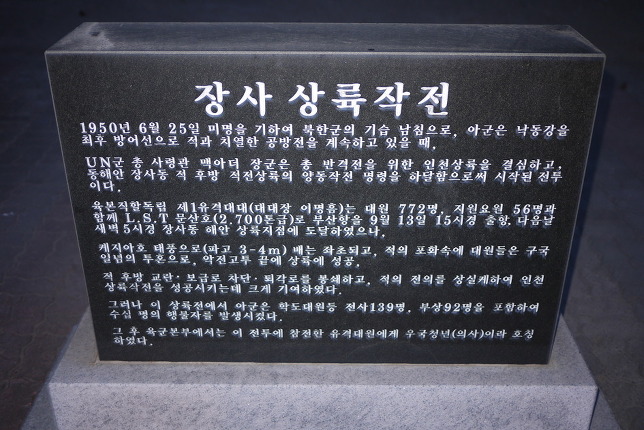 장사 상륙작전
1950년 6월 25일 미명을 기하여 북한군의 기습 남침으로, 아군은 낙동강을
최후 방어선으로 적과 치열한 공방전을 계속하고 있을 때,
UN군 총 사령관 맥아더 장군은 총 반격전을 위한 인천상륙을 결심하고,
동해안 장사동 적 후방 적전상륙의 양동작전 명령을 하달함으로써 시작된 전투
이다.
육본직할독립 제1유격대대(대대장 이명흠)는 대원 772명, 지원요원 56명과
함께 L.S.T 문산호(2,700톤급)로 부산항을 9월 13일 15시경 출항 다음날
새벽5시경 장사동 해안 상륙지점에 도달하였으나,
케지아호 태풍으로(파고 3-4m) 배는 좌초되고, 적의 포화속에 대원들은 구국
일념의 투혼으로, 악전고투 끝에 상륙에 성공.
적 후방 교란·보급로 차단·퇴각로를 봉쇄하고, 적의 전의를 상실케하여 인천
상륙작전을 성공시키는데 크게 기여하였다.
그러나 이 상륙전에서 아군은 학도대원등 전사139명, 부상92명을 포함하여
수십 명의 행불자를 발생시켰다.
그 후 육군본부에서는 이 전투에 참전한 유격대원에게 우국청년(의사)이라 호칭
하였다.